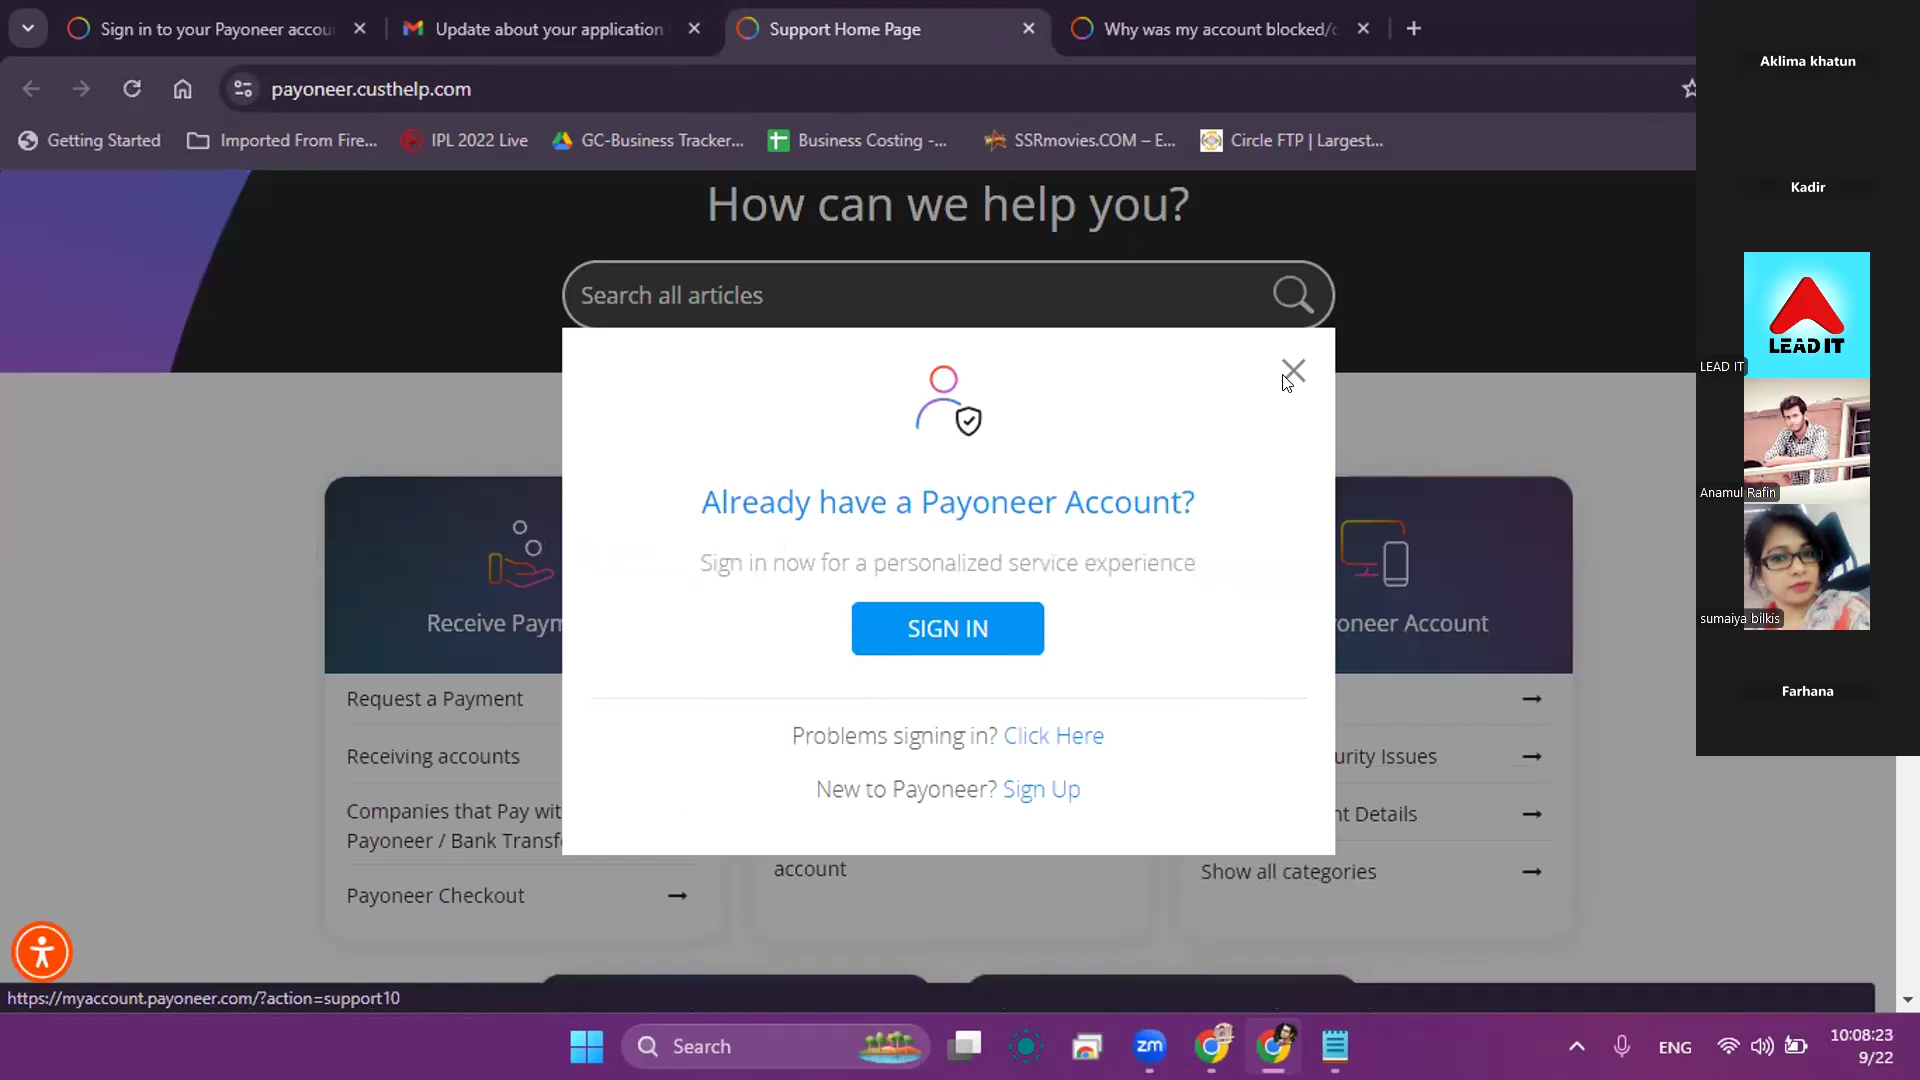 Sign in to your Payoneer accou
Update about your application
Support Home Page
Why was my account blocked/c
payoneer.custhelp.com
Getting Started
Imported From Fire...
IPL 2022 Live
GC-Business Tracker...
Business Costing -...
SSRmovies.COM – E...
Circle FTP | Largest...
How can we help you?
Search all articles
Already have a Payoneer Account?
Sign in now for a personalized service experience
SIGN IN
Problems signing in? Click Here
New to Payoneer? Sign Up
Receive Paym
Request a Payment
Receiving accounts
Companies that Pay wit
Payoneer / Bank Transf
Payoneer Checkout
account
oneer Account
urity Issues
nt Details
Show all categories
https://myaccount.payoneer.com/?action=support10
Aklima khatun
Kadir
LEAD IT
LEAD IT
Anamul Rafin
sumaiya bilkis
Farhana
Search
zm
ENG
10:08:23
9/22